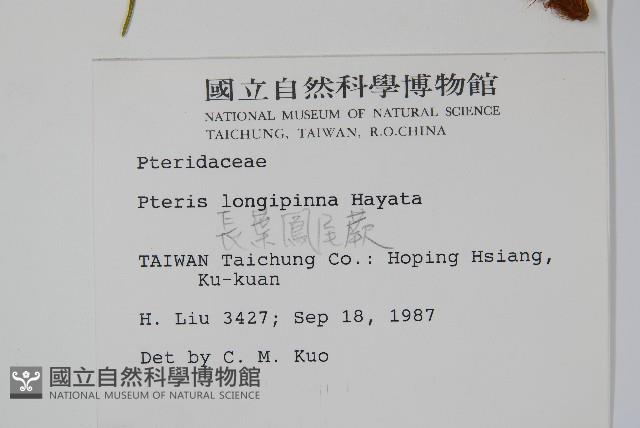 國立自然科學博物館
NATIONAL MUSEUM OF NATURAL SCIENCE
TAICHUNG, TAIWAN, R.O.CHINA
Pteridaceae
Pteris longipinna Hayata
長葉鳳尾蕨
TAIWAN Taichung Co.: Hoping Hsiang,
Ku-kuan
H. Liu 3427; Sep 18, 1987
Det by C. M. Kuo
國立自然科學博物館
NATIONAL MUSEUM OF NATURAL SCIENCE